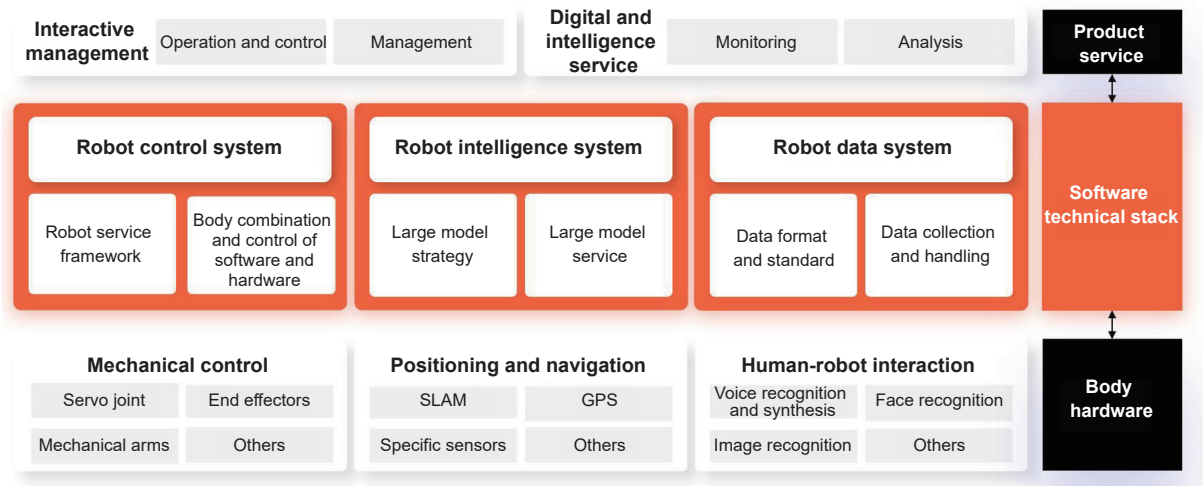 Interactive
management
Operation and control
Management
Digital and
intelligence
service
Monitoring
Analysis
Product
service
Robot control system
Robot intelligence system
Robot data system
Robot service
framework
Body combination
and control of
software and
hardware
Large model
strategy
Large model
service
Data format
and standard
Data collection
and handling
Software
technical stack
Mechanical control
Servo joint
End effectors
Mechanical arms
Others
Positioning and navigation
SLAM
GPS
Specific sensors
Others
Human-robot interaction
Voice recognition
and synthesis
Face recognition
Image recognition
Others
Body
hardware